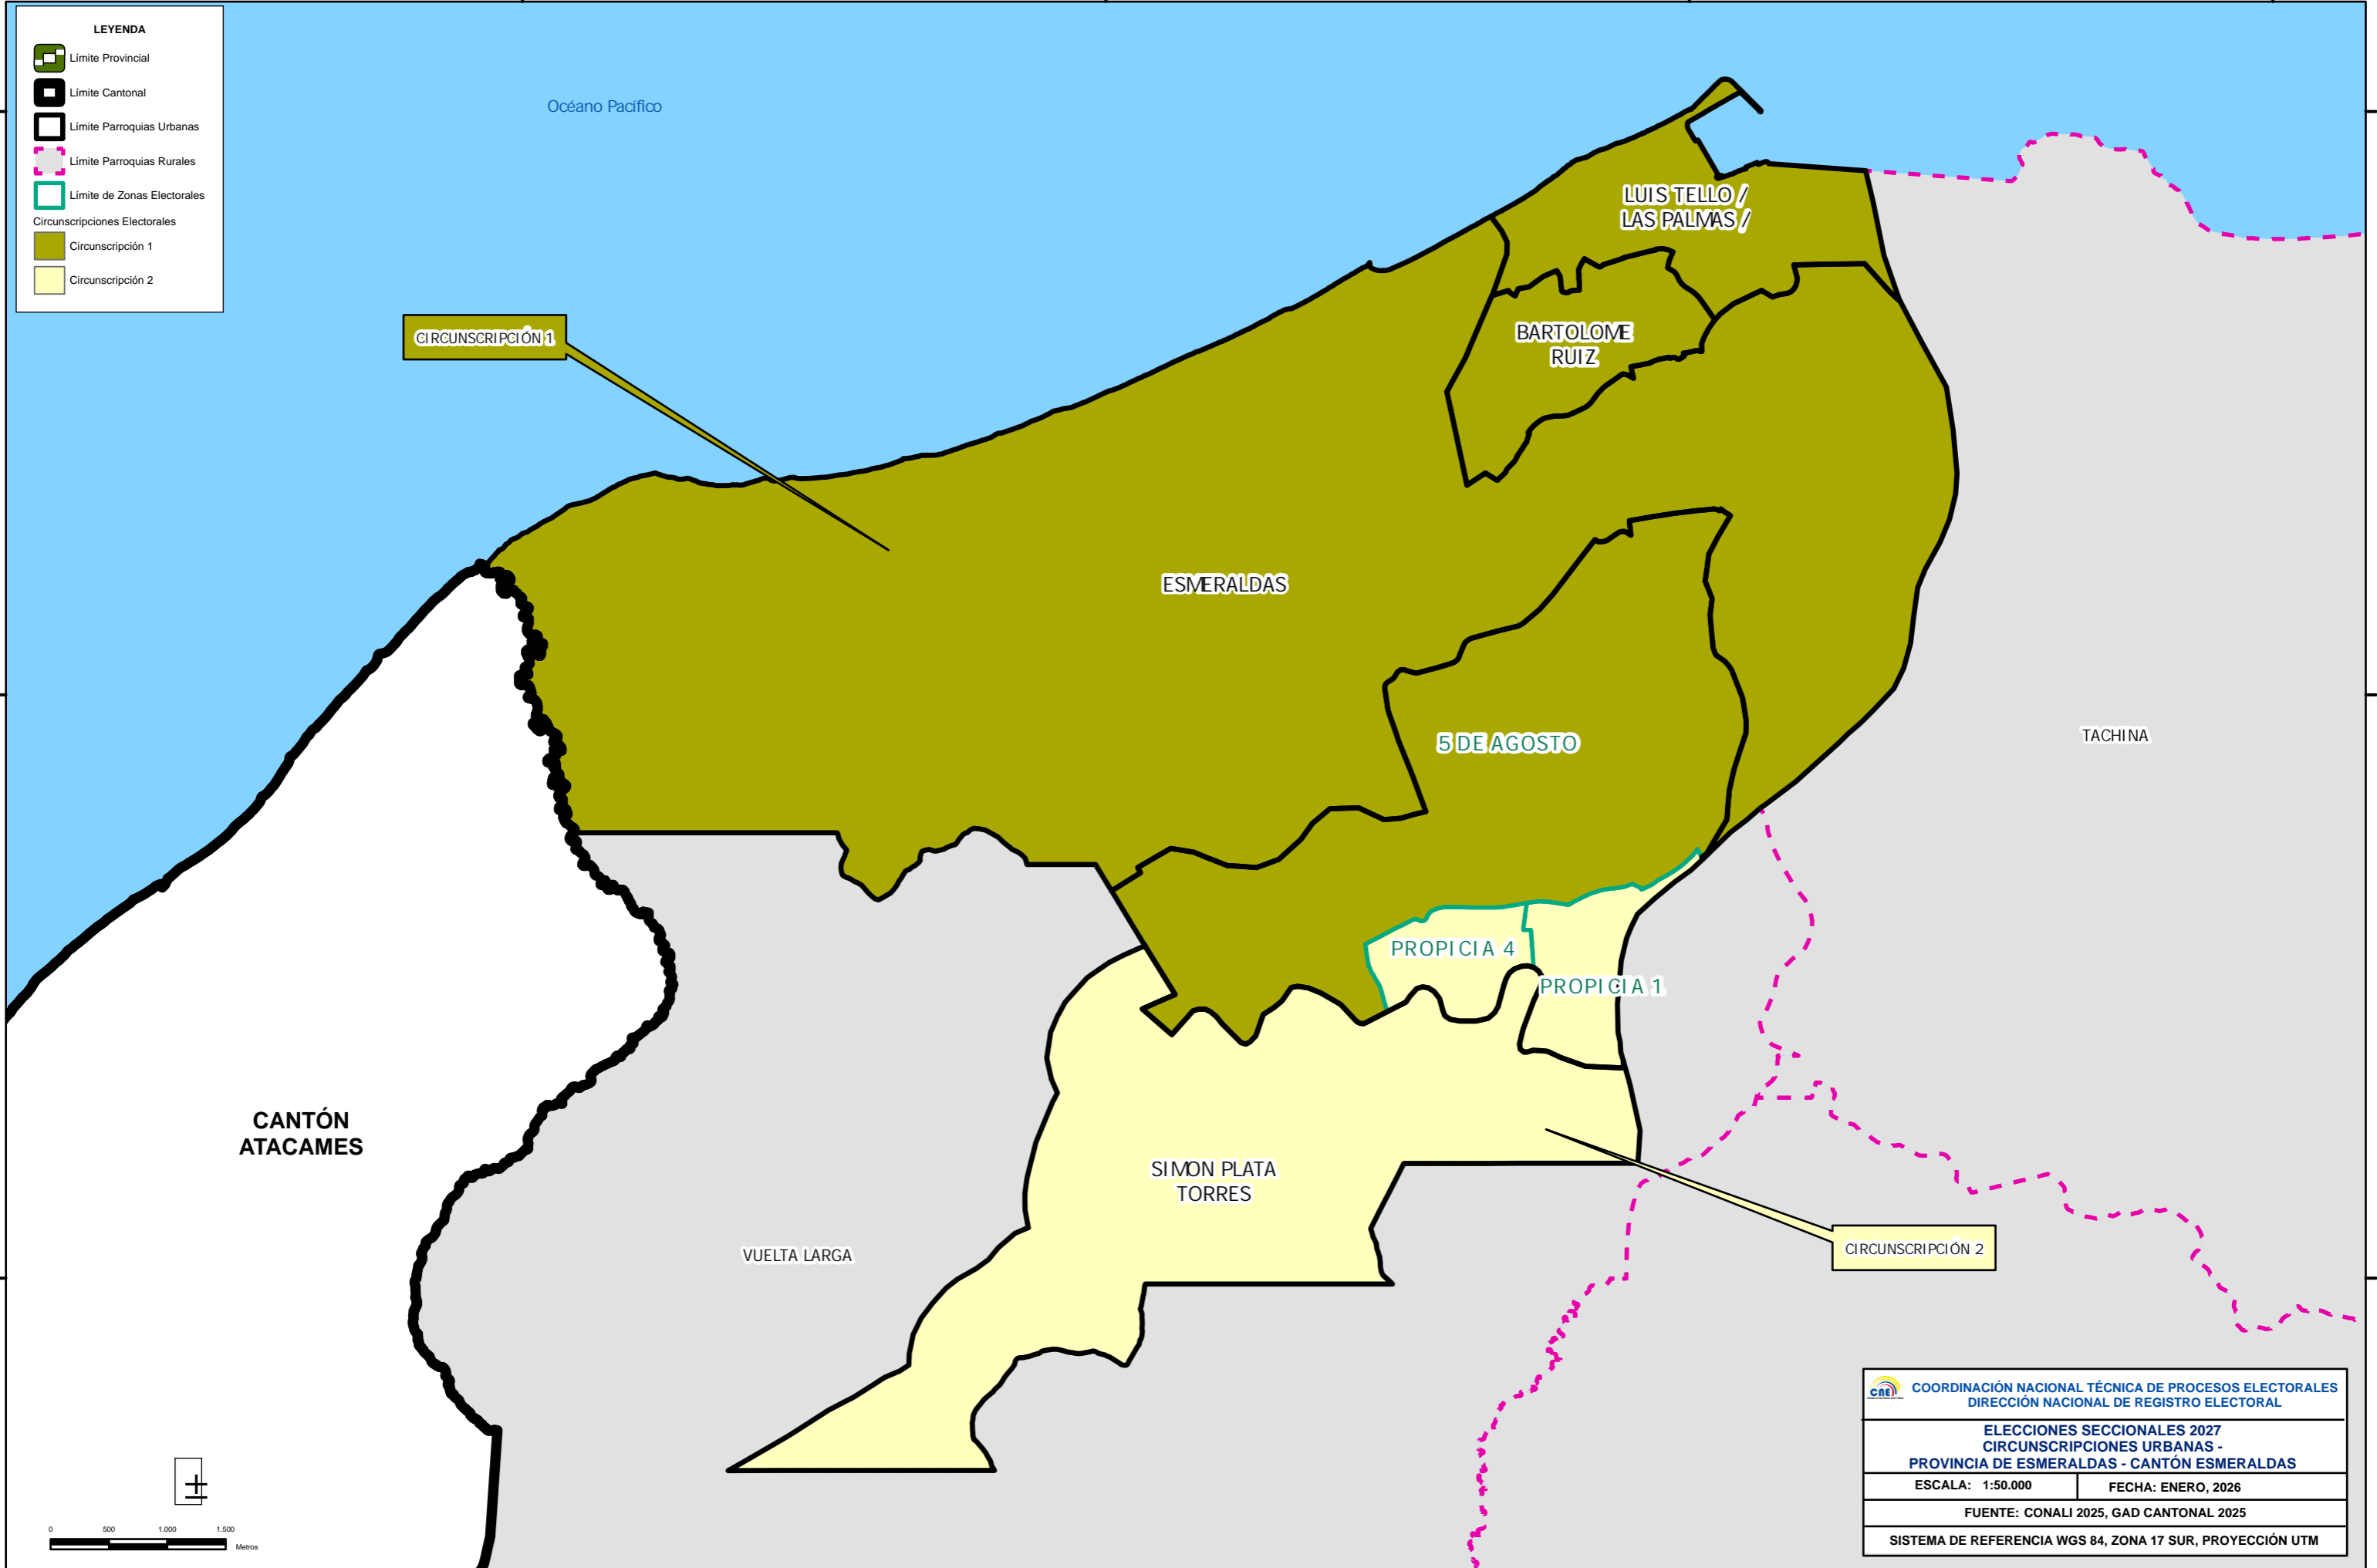 LEYENDA
Límite Provincial
Límite Cantonal
Límite Parroquias Urbanas
Límite Parroquias Rurales
Límite de Zonas Electorales
Circunscripciones Electorales
Circunscripción 1
Circunscripción 2
Océano Pacífico
LUIS TELLO /
LAS PALMAS /
CIRCUNSCRIPCIÓN 1
BARTOLOME
RUIZ
ESMERALDAS
5 DE AGOSTO
TACHINA
PROPICIA 4
PROPICIA 1
CANTÓN
ATACAMES
SIMON PLATA
TORRES
VUELTA LARGA
CIRCUNSCRIPCIÓN 2
CNE
COORDINACIÓN NACIONAL TÉCNICA DE PROCESOS ELECTORALES
DIRECCIÓN NACIONAL DE REGISTRO ELECTORAL
ELECCIONES SECCIONALES 2027
CIRCUNSCRIPCIONES URBANAS -
PROVINCIA DE ESMERALDAS - CANTÓN ESMERALDAS
ESCALA: 1:50.000
FECHA: ENERO, 2026
FUENTE: CONALI 2025, GAD CANTONAL 2025
SISTEMA DE REFERENCIA WGS 84, ZONA 17 SUR, PROYECCIÓN UTM
0 500 1.000 1.500
Metros